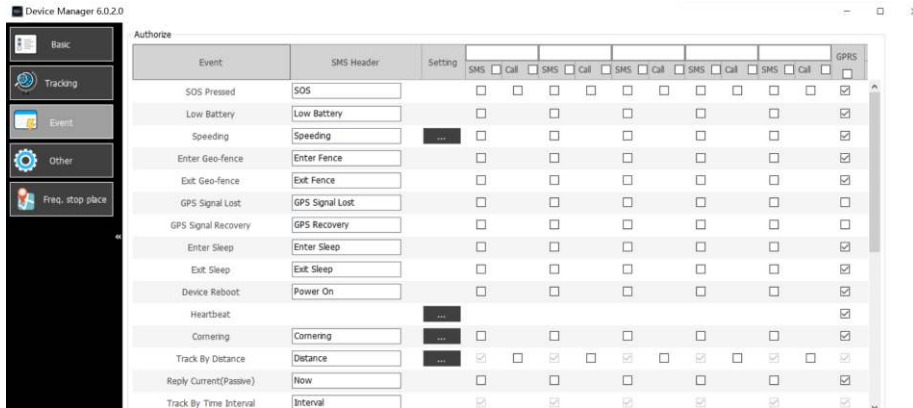 Device Manager 6.0.2.0
Basic
Tracking
Event
Other
Freq. stop place
«
Authorize
Event SMS Header Setting SMS Call SMS Call SMS Call SMS Call SMS Call GPRS
SOS Pressed SOS
Low Battery Low Battery
Speeding Speeding ...
Enter Geo-fence Enter Fence
Exit Geo-fence Exit Fence
GPS Signal Lost GPS Signal Lost
GPS Signal Recovery GPS Recovery
Enter Sleep Enter Sleep
Exit Sleep Exit Sleep
Device Reboot Power On
Heartbeat ...
Cornering Cornering ...
Track By Distance Distance ...
Reply Current(Passive) Now
Track By Time Interval Interval